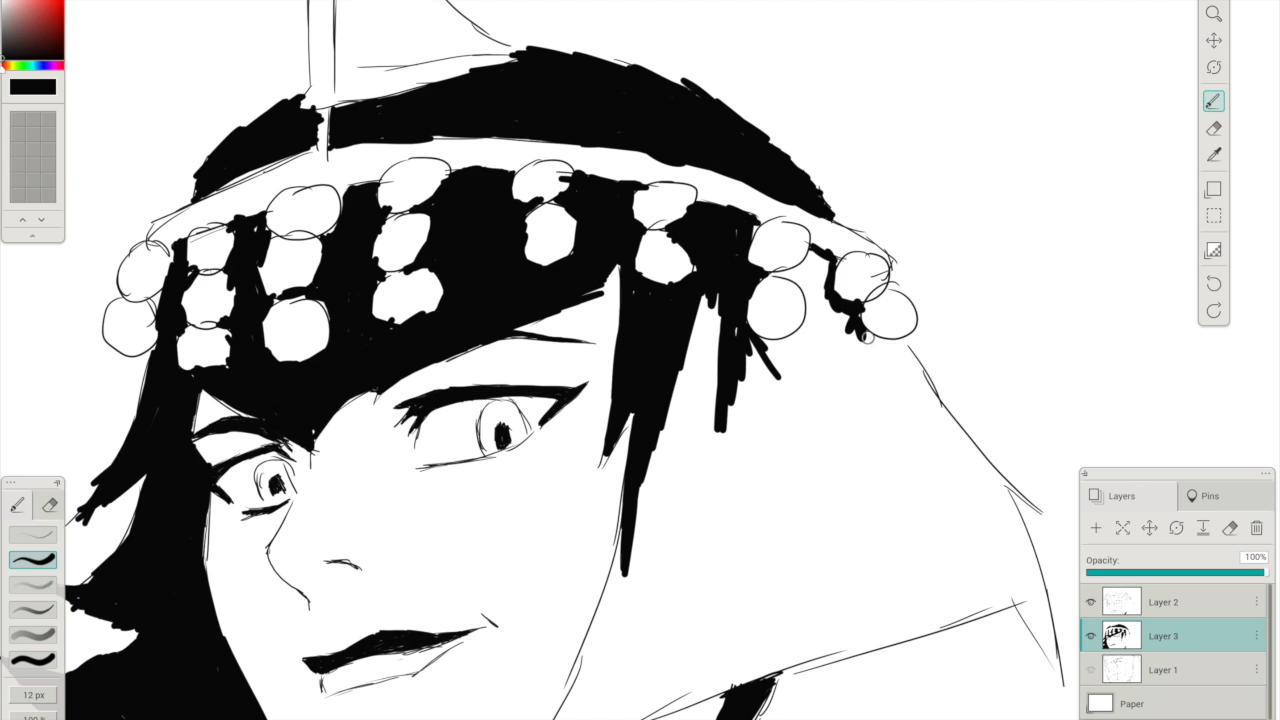 12 px
Layers
Pins
Opacity:
100%
Layer 2
Layer 3
Layer 1
Paper